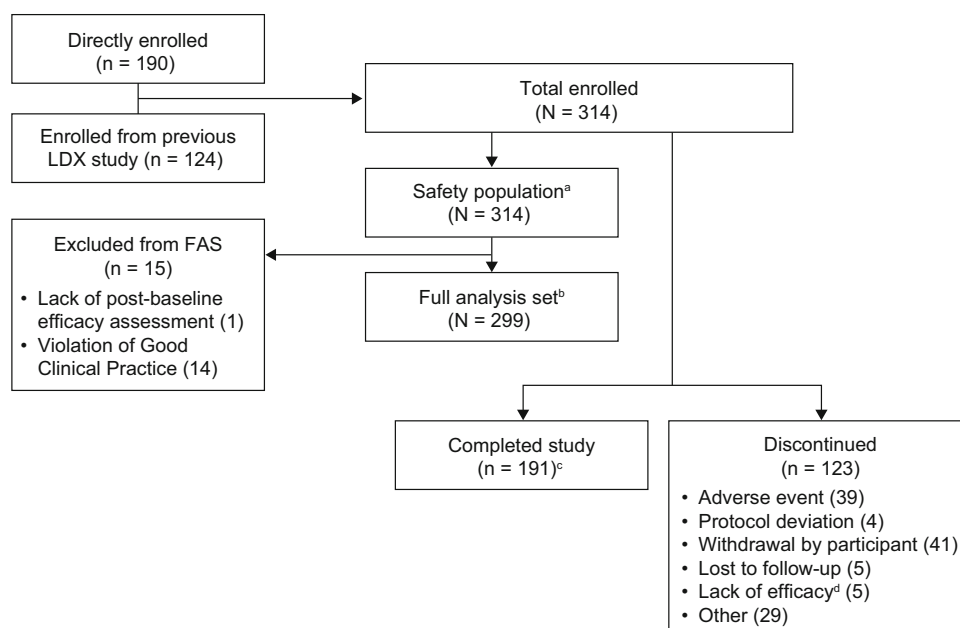 Directly enrolled
(n = 190)
Enrolled from previous
LDX study (n = 124)
Total enrolled
(N = 314)
Safety populationᵃ
(N = 314)
Excluded from FAS
(n = 15)
• Lack of post-baseline
efficacy assessment (1)
• Violation of Good
Clinical Practice (14)
Full analysis setᵇ
(N = 299)
Completed study
(n = 191)ᶜ
Discontinued
(n = 123)
• Adverse event (39)
• Protocol deviation (4)
• Withdrawal by participant (41)
• Lost to follow-up (5)
• Lack of efficacyᵈ (5)
• Other (29)